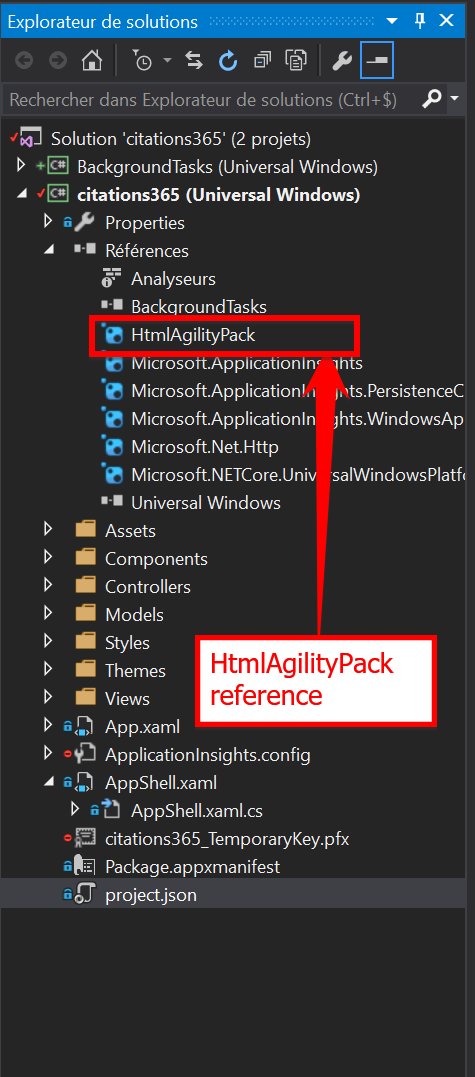 Explorateur de solutions
Rechercher dans Explorateur de solutions (Ctrl+$)
Solution 'citations365' (2 projets)
C# BackgroundTasks (Universal Windows)
C# citations365 (Universal Windows)
Properties
Références
Analyseurs
BackgroundTasks
HtmlAgilityPack
Microsoft.ApplicationInsights
Microsoft.ApplicationInsights.PersistenceC
Microsoft.ApplicationInsights.WindowsAp
Microsoft.Net.Http
Microsoft.NETCore.UniversalWindowsPlatfo
Universal Windows
Assets
Components
Controllers
Models
Styles
HtmlAgilityPack
reference
Themes
Views
App.xaml
ApplicationInsights.config
AppShell.xaml
AppShell.xaml.cs
citations365_TemporaryKey.pfx
Package.appxmanifest
project.json